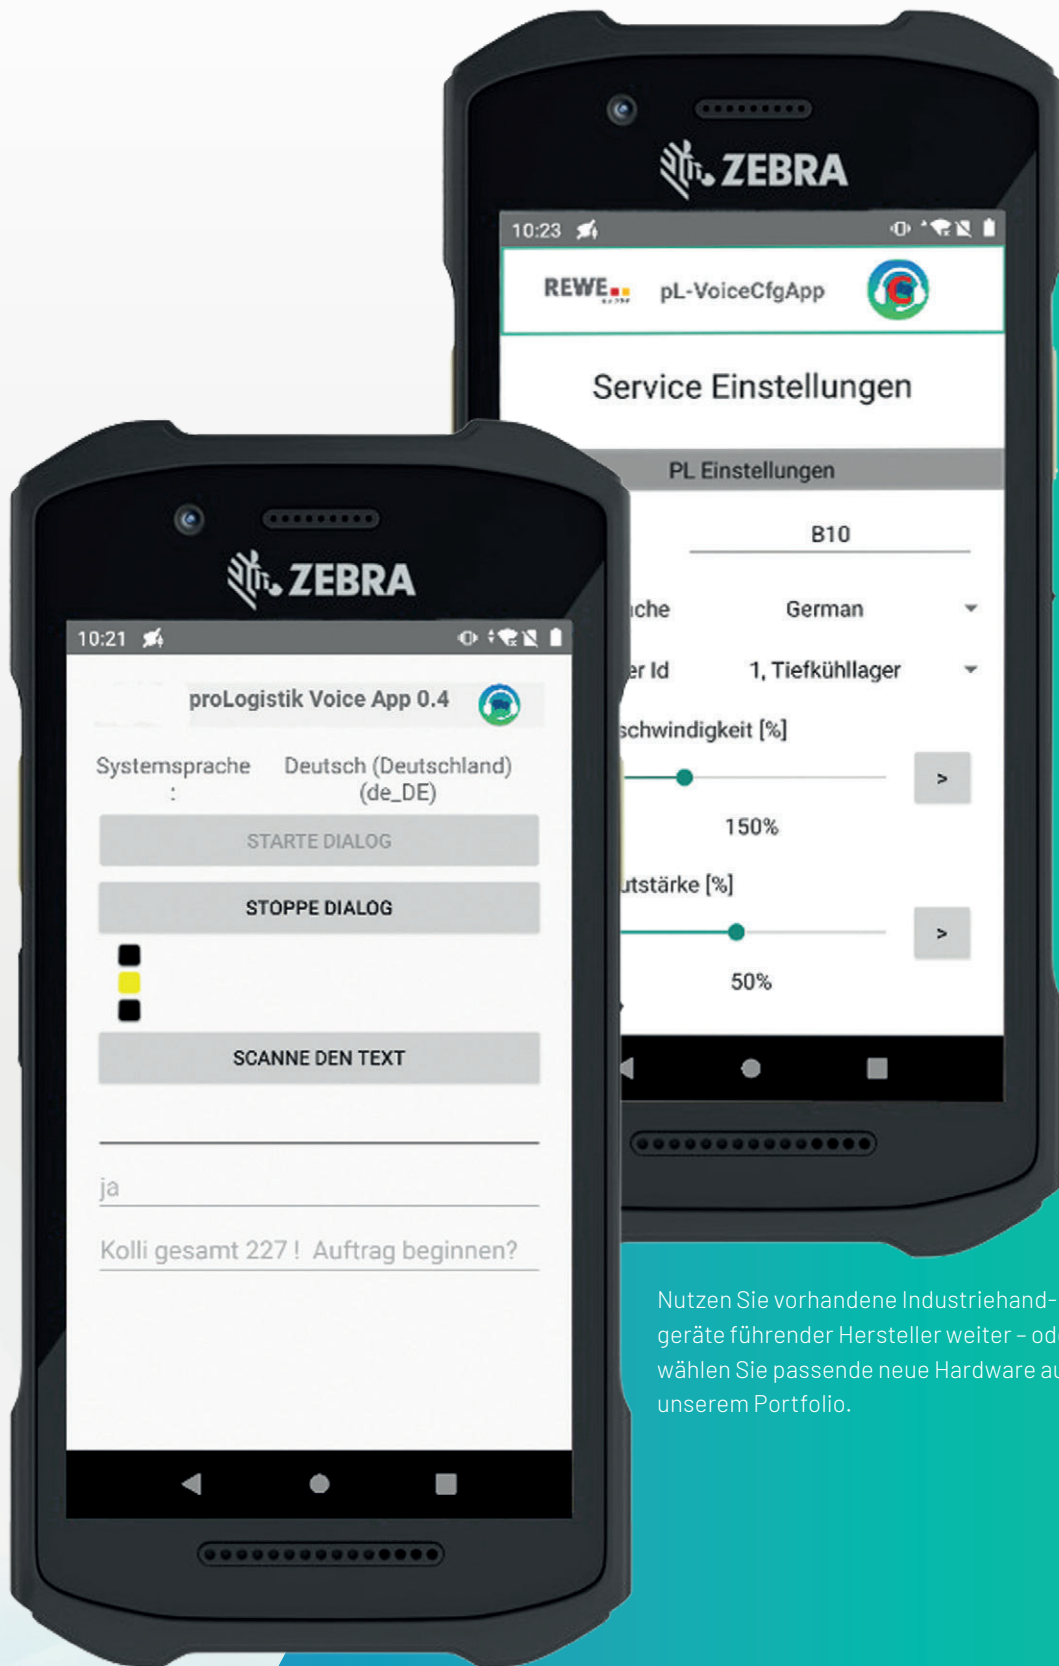 ZEBRA
10:23
REWE
pL-VoiceCfgApp
C
Service Einstellungen
PL Einstellungen
B10
che German
er Id 1, Tiefkühllager
schwindigkeit [%]
>
150%
utstärke [%]
>
50%
ZEBRA
10:21
proLogistik Voice App 0.4
Systemsprache Deutsch (Deutschland)
: (de_DE)
STARTE DIALOG
STOPPE DIALOG
SCANNE DEN TEXT
ja
Kolli gesamt 227 ! Auftrag beginnen?
Nutzen Sie vorhandene Industriehand-
geräte führender Hersteller weiter – od
wählen Sie passende neue Hardware au
unserem Portfolio.